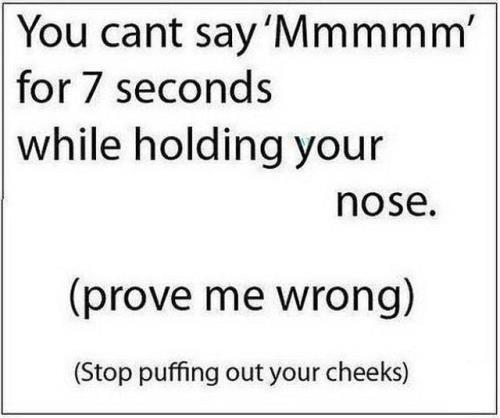 You cant say 'Mmmmm'
for 7 seconds
while holding your
nose.
(prove me wrong)
(Stop puffing out your cheeks)